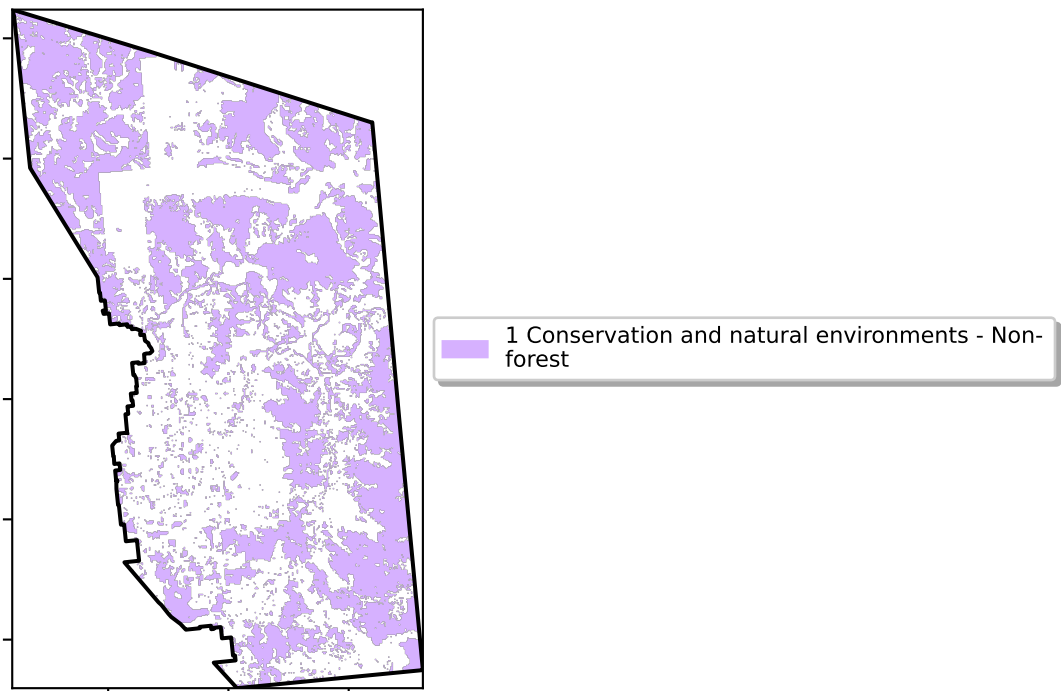 1 Conservation and natural environments - Non-
forest